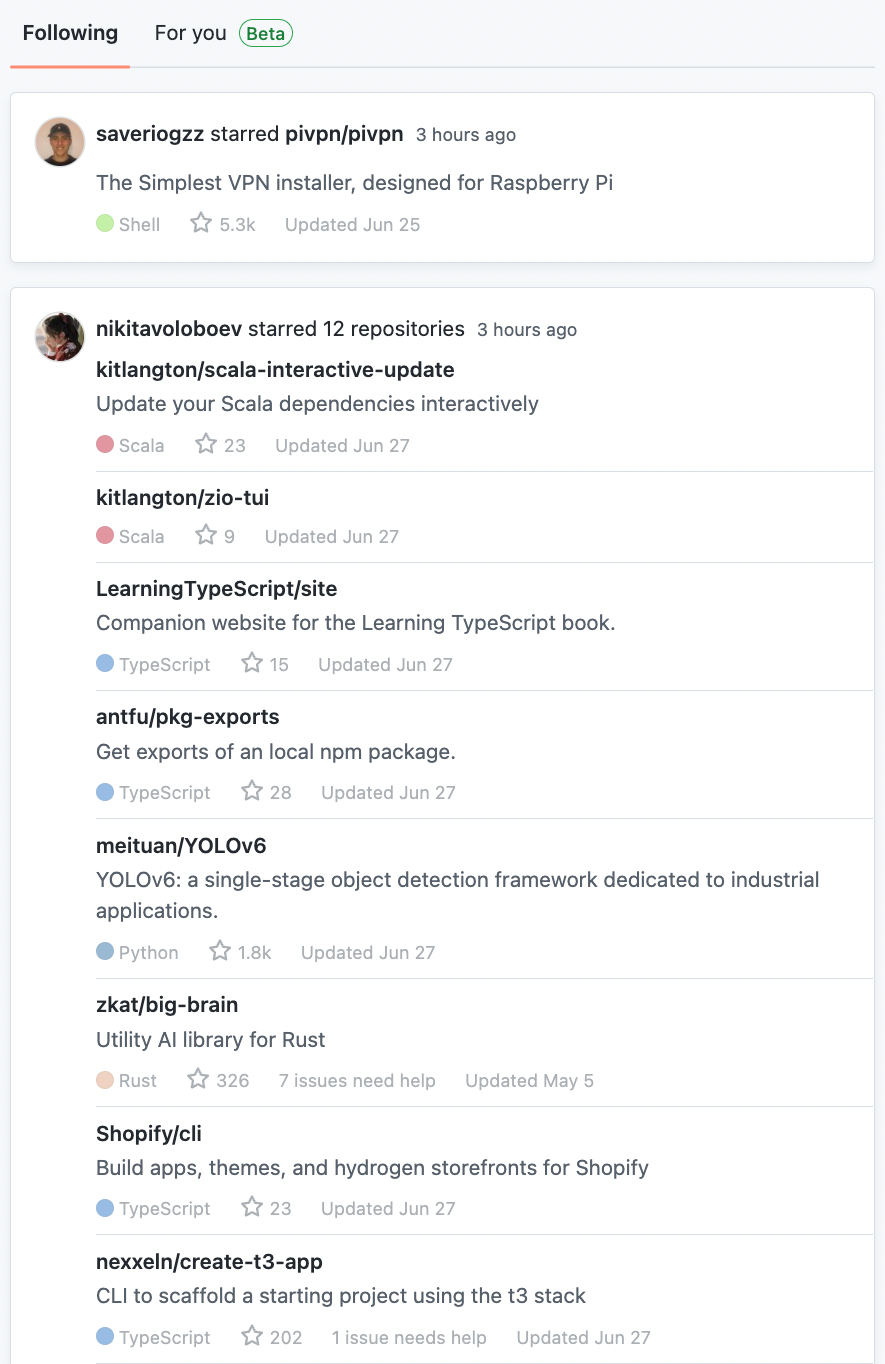 Following For you Beta
saveriogzz starred pivpn/pivpn 3 hours ago
The Simplest VPN installer, designed for Raspberry Pi
Shell 5.3k Updated Jun 25
nikitavoloboev starred 12 repositories 3 hours ago
kitlangton/scala-interactive-update
Update your Scala dependencies interactively
Scala 23 Updated Jun 27
kitlangton/zio-tui
Scala 9 Updated Jun 27
LearningTypeScript/site
Companion website for the Learning TypeScript book.
TypeScript 15 Updated Jun 27
antfu/pkg-exports
Get exports of an local npm package.
TypeScript 28 Updated Jun 27
meituan/YOLOv6
YOLOv6: a single-stage object detection framework dedicated to industrial
applications.
Python 1.8k Updated Jun 27
zkat/big-brain
Utility AI library for Rust
Rust 326 7 issues need help Updated May 5
Shopify/cli
Build apps, themes, and hydrogen storefronts for Shopify
TypeScript 23 Updated Jun 27
nexxeln/create-t3-app
CLI to scaffold a starting project using the t3 stack
TypeScript 202 1 issue needs help Updated Jun 27